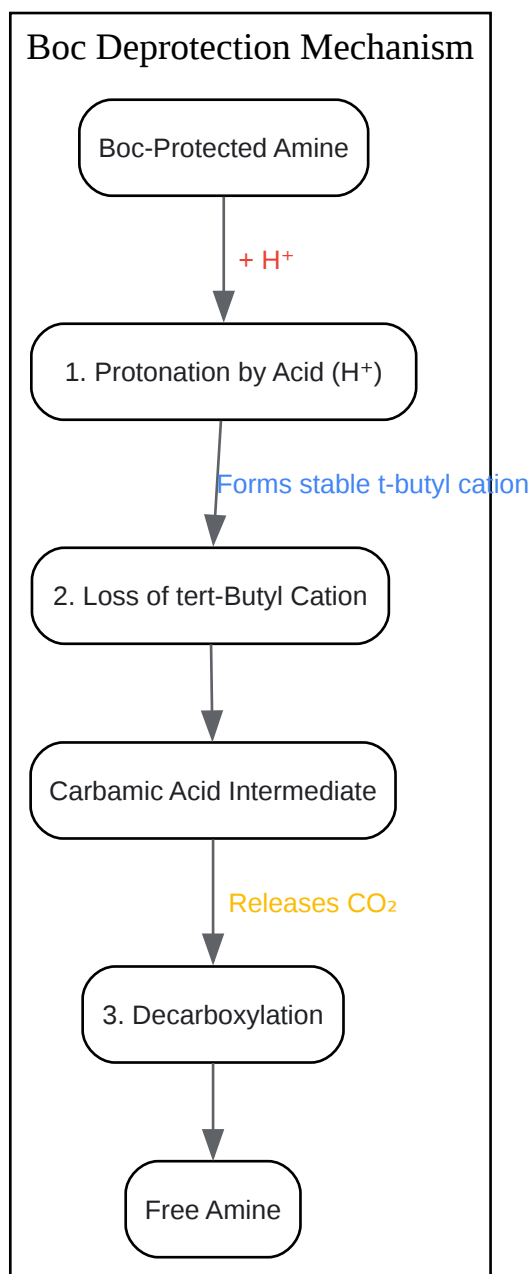 Boc Deprotection Mechanism
Boc-Protected Amine
+ H⁺
1. Protonation by Acid (H⁺)
Forms stable t-butyl cation
2. Loss of tert-Butyl Cation
Carbamic Acid Intermediate
Releases CO₂
3. Decarboxylation
Free Amine